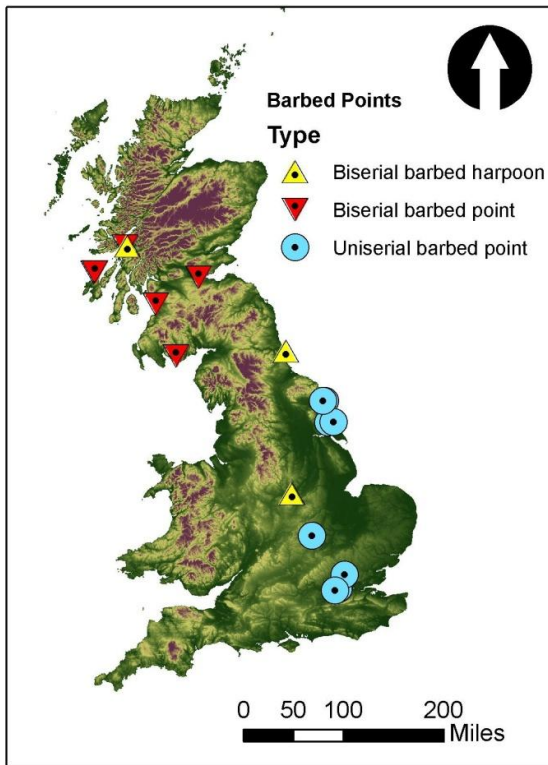 Barbed Points
Type
Biserial barbed harpoon
Biserial barbed point
Uniserial barbed point
0 50 100 200
Miles